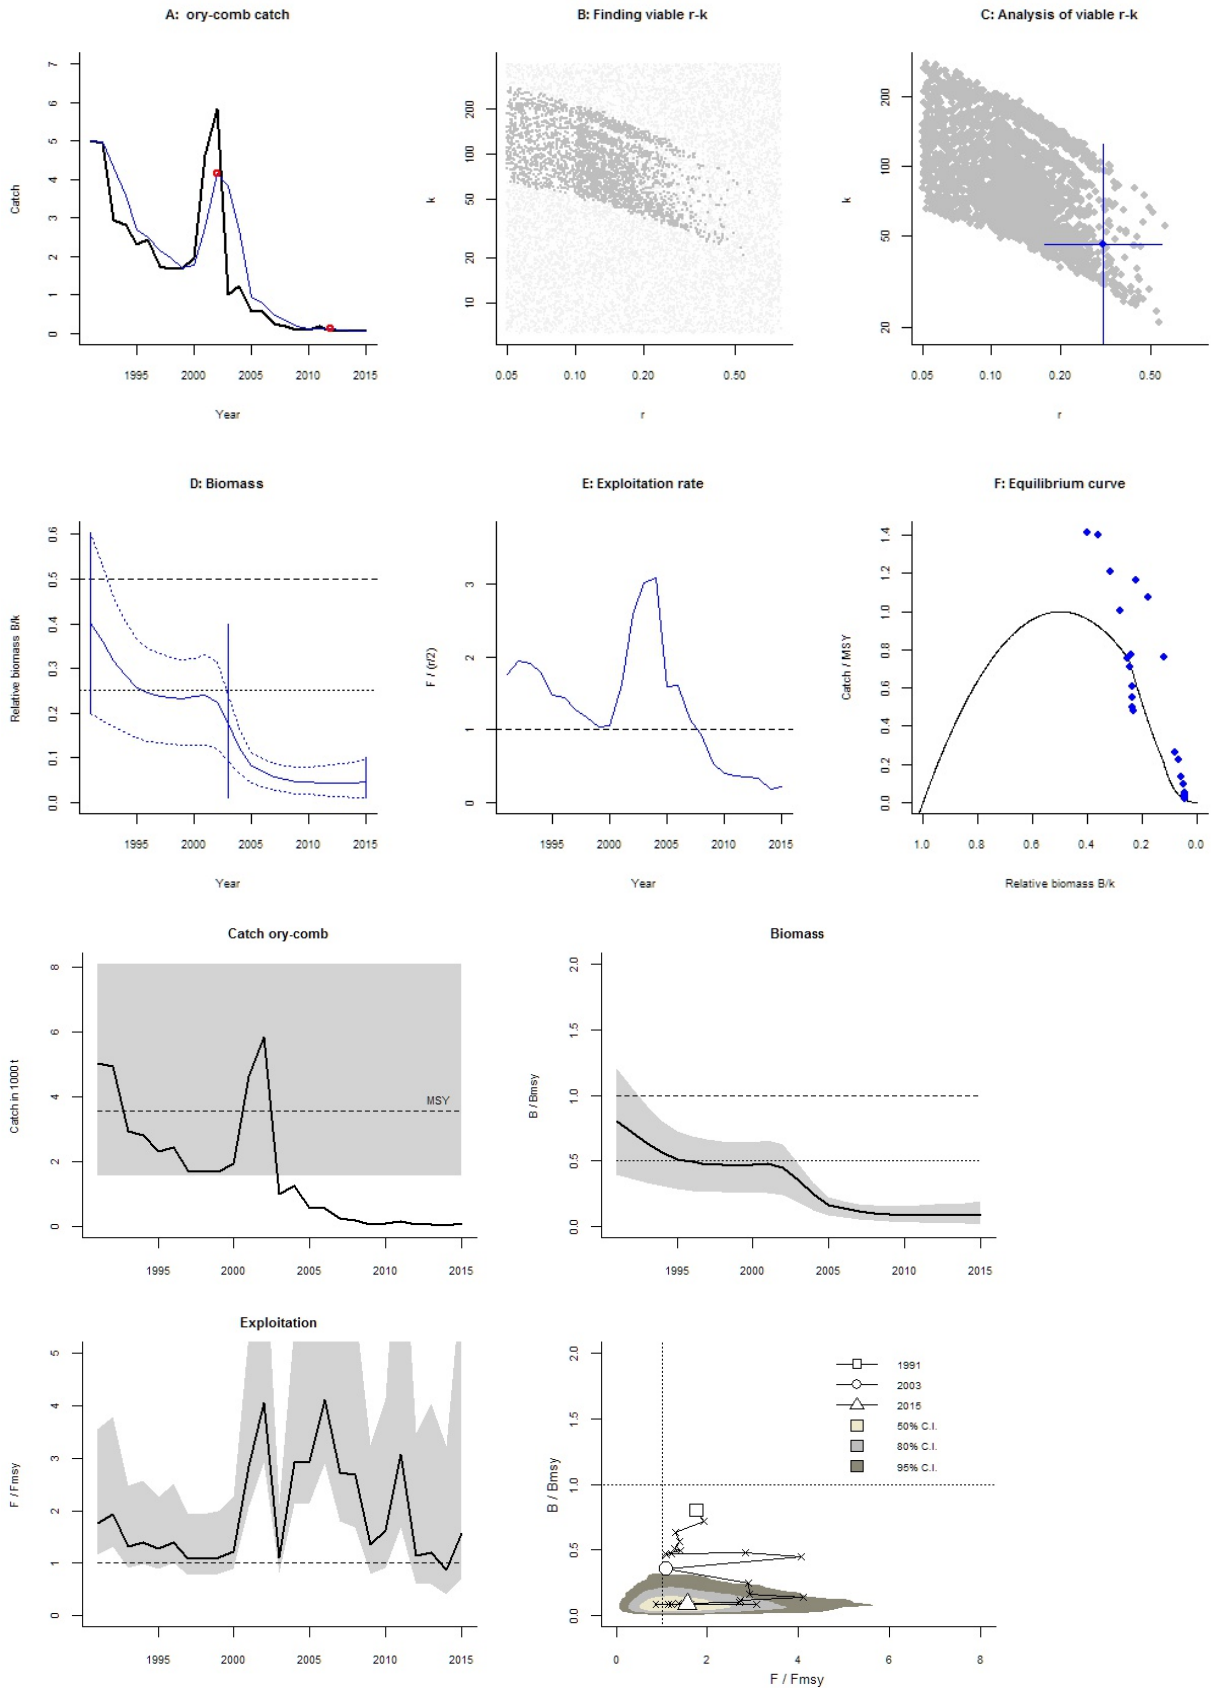 A: ory-comb catch
B: Finding viable r-k
C: Analysis of viable r-k
Catch
0 1 2 3 4 5 6 7
1995 2000 2005 2010 2015
Year
k
10 20 50 100 200
0.05 0.10 0.20 0.50
r
k
20 50 100 200
0.05 0.10 0.20 0.50
r
D: Biomass
E: Exploitation rate
F: Equilibrium curve
Relative biomass B/k
0.0 0.1 0.2 0.3 0.4 0.5 0.6
1995 2000 2005 2010 2015
Year
F / (r/2)
0 1 2 3
1995 2000 2005 2010 2015
Year
Catch / MSY
0.0 0.2 0.4 0.6 0.8 1.0 1.2 1.4
1.0 0.8 0.6 0.4 0.2 0.0
Relative biomass B/k
Catch ory-comb
Biomass
Catch in 1000 t
0 2 4 6 8
MSY
1995 2000 2005 2010 2015
B / Bmsy
0.0 0.5 1.0 1.5 2.0
1995 2000 2005 2010 2015
Exploitation
F / Fmsy
0 1 2 3 4 5
1995 2000 2005 2010 2015
B / Bmsy
0.0 0.5 1.0 1.5 2.0
1991
2003
2015
50% C.I.
80% C.I.
95% C.I.
0 2 4 6 8
F / Fmsy